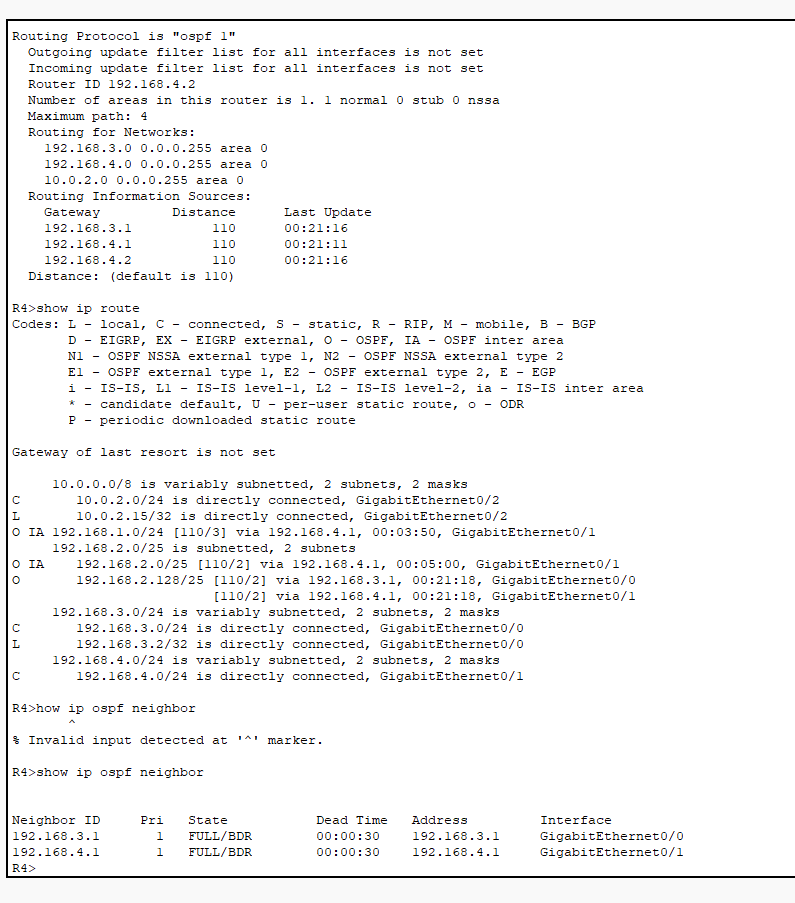 Routing Protocol is "ospf 1"
  Outgoing update filter list for all interfaces is not set
  Incoming update filter list for all interfaces is not set
  Router ID 192.168.4.2
  Number of areas in this router is 1. 1 normal 0 stub 0 nssa
  Maximum path: 4
  Routing for Networks:
    192.168.3.0 0.0.0.255 area 0
    192.168.4.0 0.0.0.255 area 0
    10.0.2.0 0.0.0.255 area 0
  Routing Information Sources:
    Gateway         Distance      Last Update
    192.168.3.1          110      00:21:16
    192.168.4.1          110      00:21:11
    192.168.4.2          110      00:21:16
  Distance: (default is 110)

R4>show ip route
Codes: L - local, C - connected, S - static, R - RIP, M - mobile, B - BGP
       D - EIGRP, EX - EIGRP external, O - OSPF, IA - OSPF inter area
       N1 - OSPF NSSA external type 1, N2 - OSPF NSSA external type 2
       E1 - OSPF external type 1, E2 - OSPF external type 2, E - EGP
       i - IS-IS, L1 - IS-IS level-1, L2 - IS-IS level-2, ia - IS-IS inter area
       * - candidate default, U - per-user static route, o - ODR
       P - periodic downloaded static route

Gateway of last resort is not set

     10.0.0.0/8 is variably subnetted, 2 subnets, 2 masks
C       10.0.2.0/24 is directly connected, GigabitEthernet0/2
L       10.0.2.15/32 is directly connected, GigabitEthernet0/2
O IA 192.168.1.0/24 [110/3] via 192.168.4.1, 00:03:50, GigabitEthernet0/1
     192.168.2.0/25 is subnetted, 2 subnets
O IA    192.168.2.0/25 [110/2] via 192.168.4.1, 00:05:00, GigabitEthernet0/1
O       192.168.2.128/25 [110/2] via 192.168.3.1, 00:21:18, GigabitEthernet0/0
                         [110/2] via 192.168.4.1, 00:21:18, GigabitEthernet0/1
     192.168.3.0/24 is variably subnetted, 2 subnets, 2 masks
C       192.168.3.0/24 is directly connected, GigabitEthernet0/0
L       192.168.3.2/32 is directly connected, GigabitEthernet0/0
     192.168.4.0/24 is variably subnetted, 2 subnets, 2 masks
C       192.168.4.0/24 is directly connected, GigabitEthernet0/1

R4>how ip ospf neighbor
       ^
% Invalid input detected at '^' marker.

R4>show ip ospf neighbor

Neighbor ID     Pri   State           Dead Time   Address         Interface
192.168.3.1       1   FULL/BDR        00:00:30    192.168.3.1     GigabitEthernet0/0
192.168.4.1       1   FULL/BDR        00:00:30    192.168.4.1     GigabitEthernet0/1
R4>